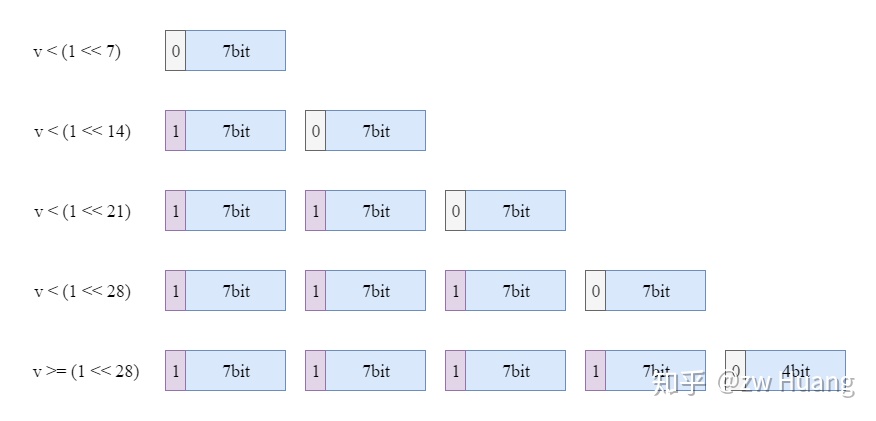 v < (1 << 7) 0 7bit
v < (1 << 14) 1 7bit 0 7bit
v < (1 << 21) 1 7bit 1 7bit 0 7bit
v < (1 << 28) 1 7bit 1 7bit 1 7bit 0 7bit
v >= (1 << 28) 1 7bit 1 7bit 1 7bit 1 7bit 0 4bit
知乎 @zw Huang